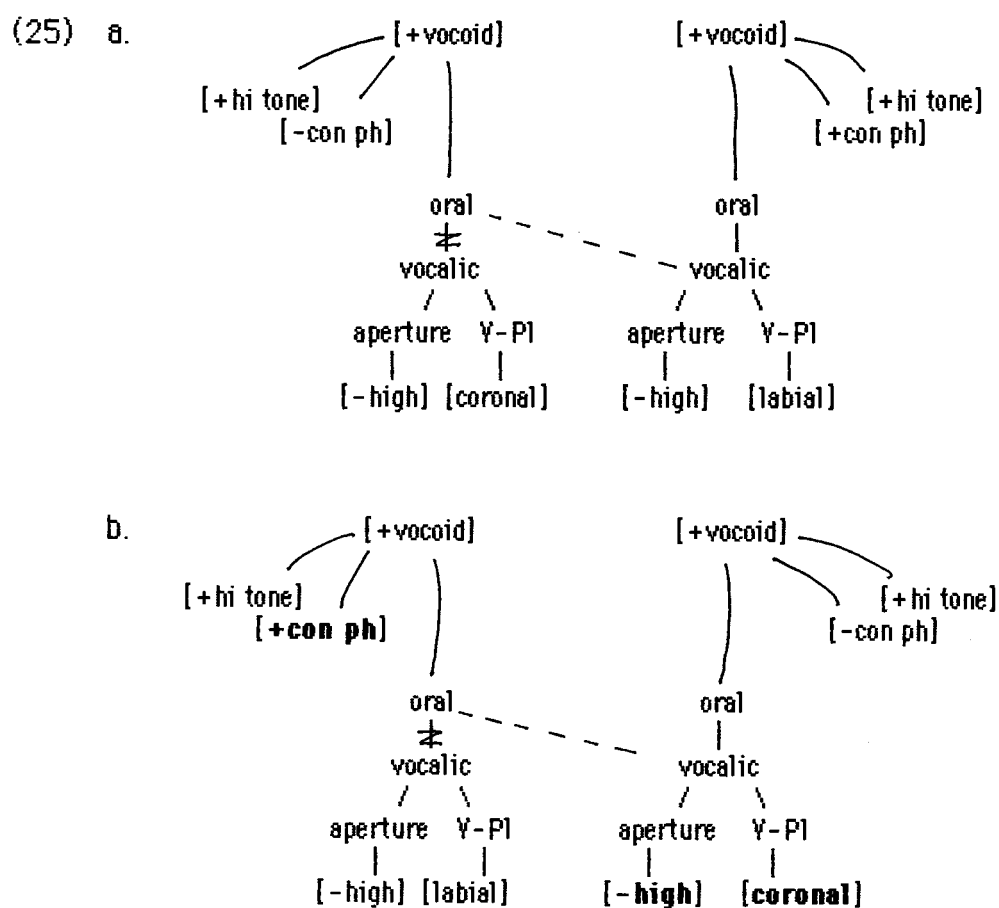 (25) a. [+vocoid] [+vocoid]
[+hi tone] [+hi tone]
[-con ph] [+con ph]
oral oral
vocalic vocalic
aperture V-Pl aperture V-Pl
[-high] [coronal] [-high] [labial]
b. [+vocoid] [+vocoid]
[+hi tone] [+hi tone]
[+con ph] [-con ph]
oral oral
vocalic vocalic
aperture V-Pl aperture V-Pl
[-high] [labial] [-high] [coronal]